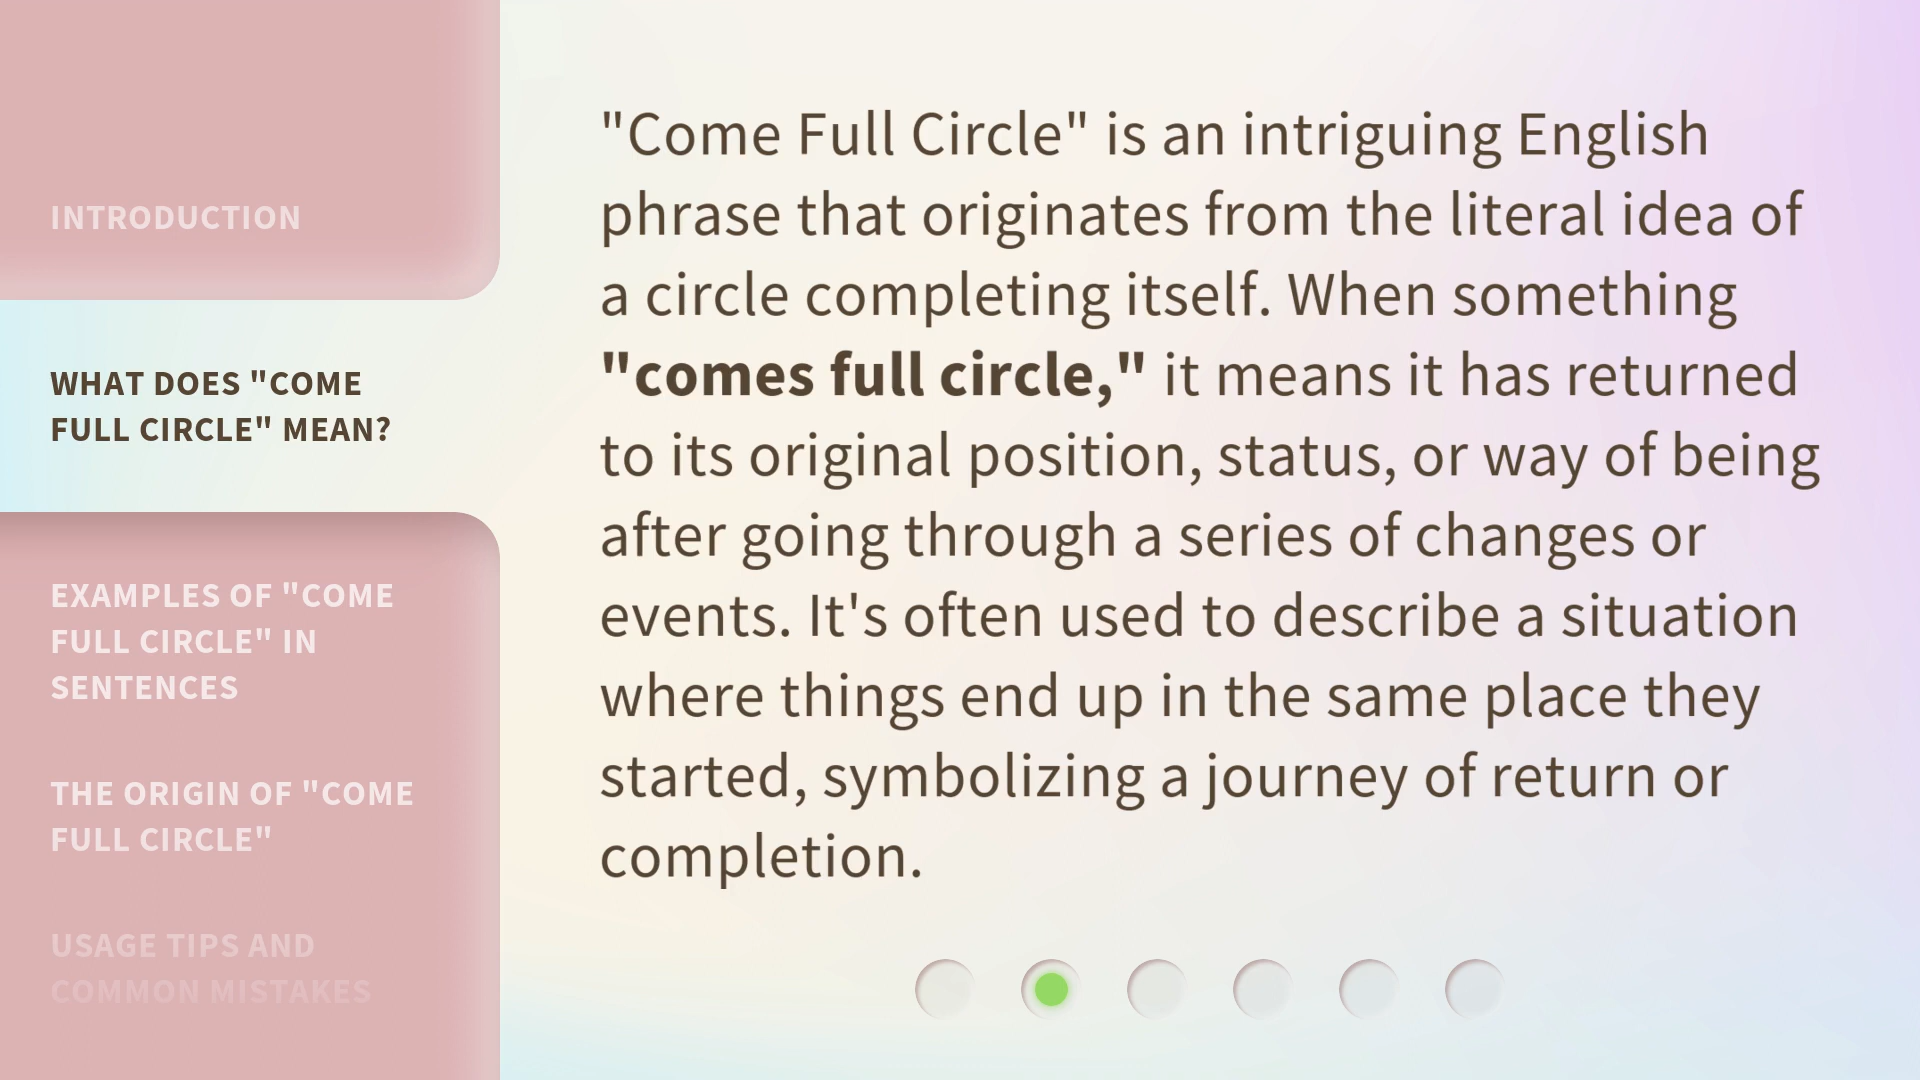 INTRODUCTION
WHAT DOES "COME
FULL CIRCLE" MEAN?
EXAMPLES OF "COME
FULL CIRCLE" IN
SENTENCES
THE ORIGIN OF "COME
FULL CIRCLE"
USAGE TIPS AND
COMMON MISTAKES
"Come Full Circle" is an intriguing English
phrase that originates from the literal idea of
a circle completing itself. When something
"comes full circle," it means it has returned
to its original position, status, or way of being
after going through a series of changes or
events. It's often used to describe a situation
where things end up in the same place they
started, symbolizing a journey of return or
completion.